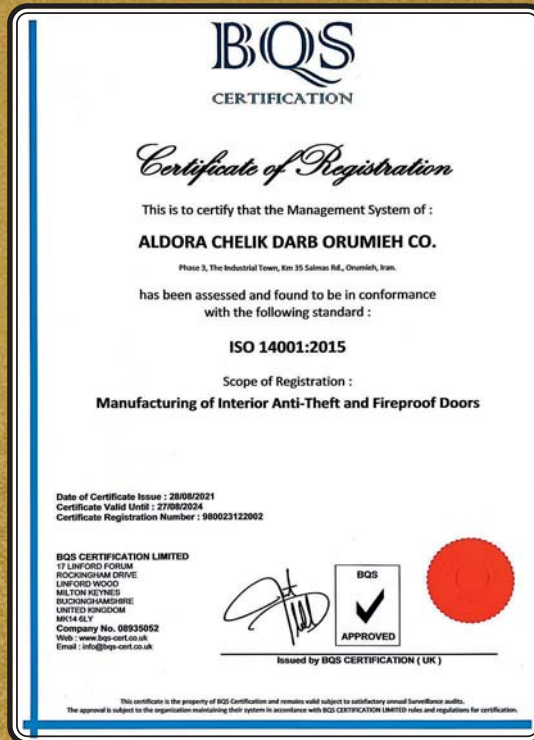 BQS
CERTIFICATION
Certificate of Registration
This is to certify that the Management System of :
ALDORA CHELIK DARB ORUMIEH CO.
Phase 3, The Industrial Town, Km 35 Salmas Rd., Orumieh, Iran.
has been assessed and found to be in conformance
with the following standard :
ISO 14001:2015
Scope of Registration :
Manufacturing of Interior Anti-Theft and Fireproof Doors
Date of Certificate Issue : 28/08/2021
Certificate Valid Until : 27/08/2024
Certificate Registration Number : 980023122002
BQS CERTIFICATION LIMITED
17 LINFORD FORUM
ROCKINGHAM DRIVE
LINFORD WOOD
MILTON KEYNES
BUCKINGHAMSHIRE
UNITED KINGDOM
MK14 6LY
Company No. 08935052
Web : www.bqs-cert.co.uk
Email : info@bqs-cert.co.uk
BQS
APPROVED
Issued by BQS CERTIFICATION ( UK )
This certificate is the property of BQS Certification and remains valid subject to satisfactory annual Surveillance audits.
The approval is subject to the organization maintaining their system in accordance with BQS CERTIFICATION LIMITED rules and regulations for certification.